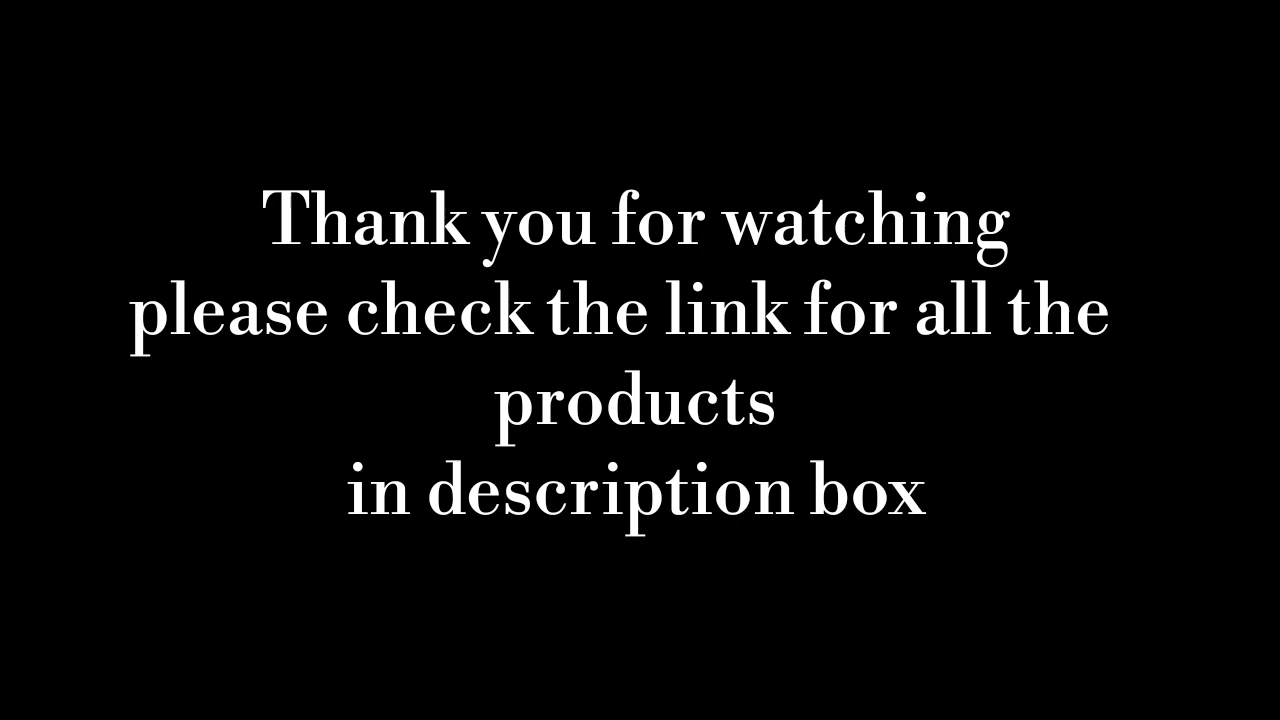 Thank you for watching
please check the link for all the
products
in description box